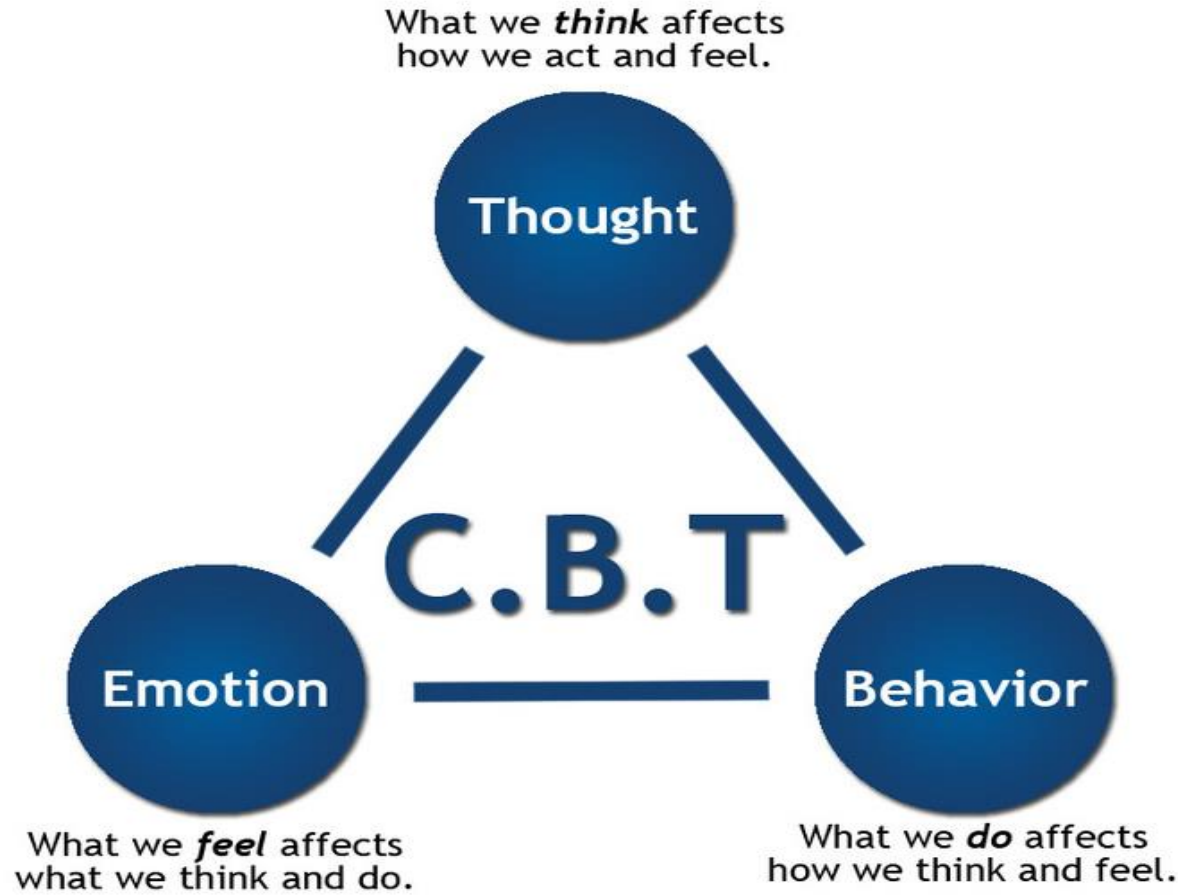 What we think affects
how we act and feel.
Thought
C.B.T
Emotion
Behavior
What we feel affects
what we think and do.
What we do affects
how we think and feel.